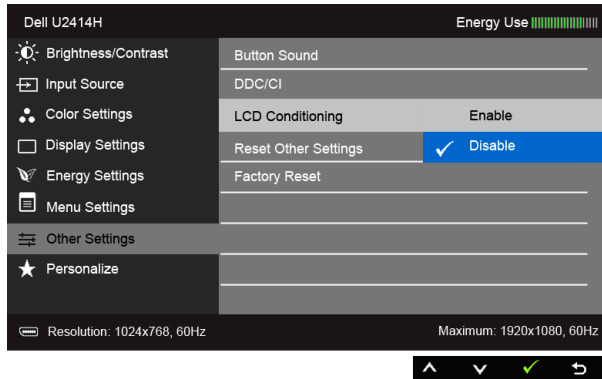 Dell U2414H
Energy Use
Brightness/Contrast
Input Source
Color Settings
Display Settings
Energy Settings
Menu Settings
Other Settings
Personalize
Button Sound
DDC/CI
LCD Conditioning
Enable
Reset Other Settings
Disable
Factory Reset
Resolution: 1024x768, 60Hz
Maximum: 1920x1080, 60Hz